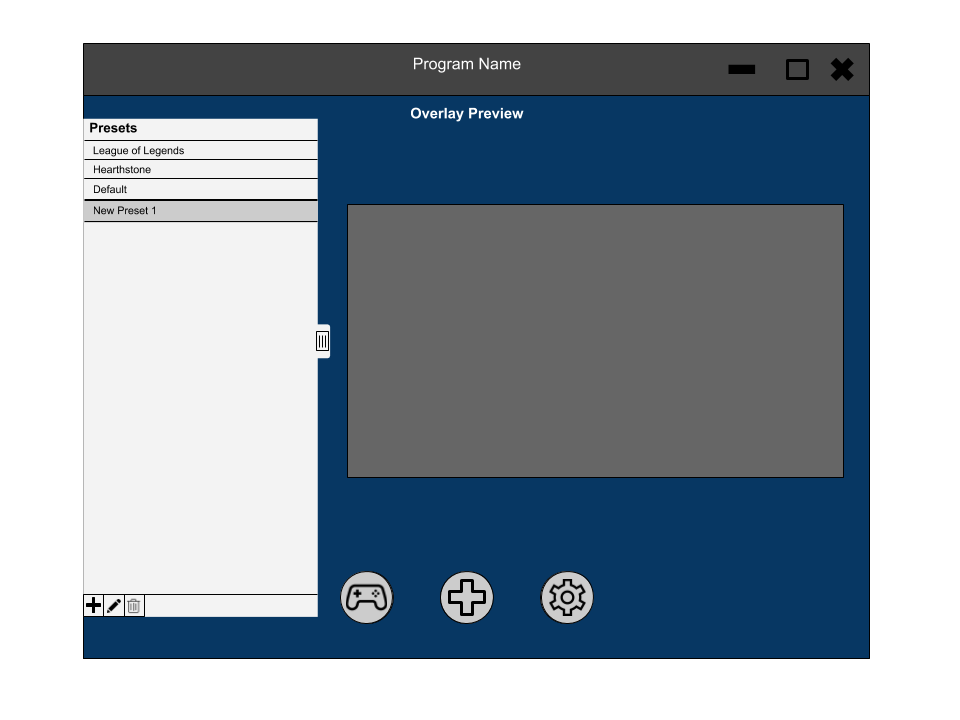 Program Name
Overlay Preview
Presets
League of Legends
Hearthstone
Default
New Preset 1